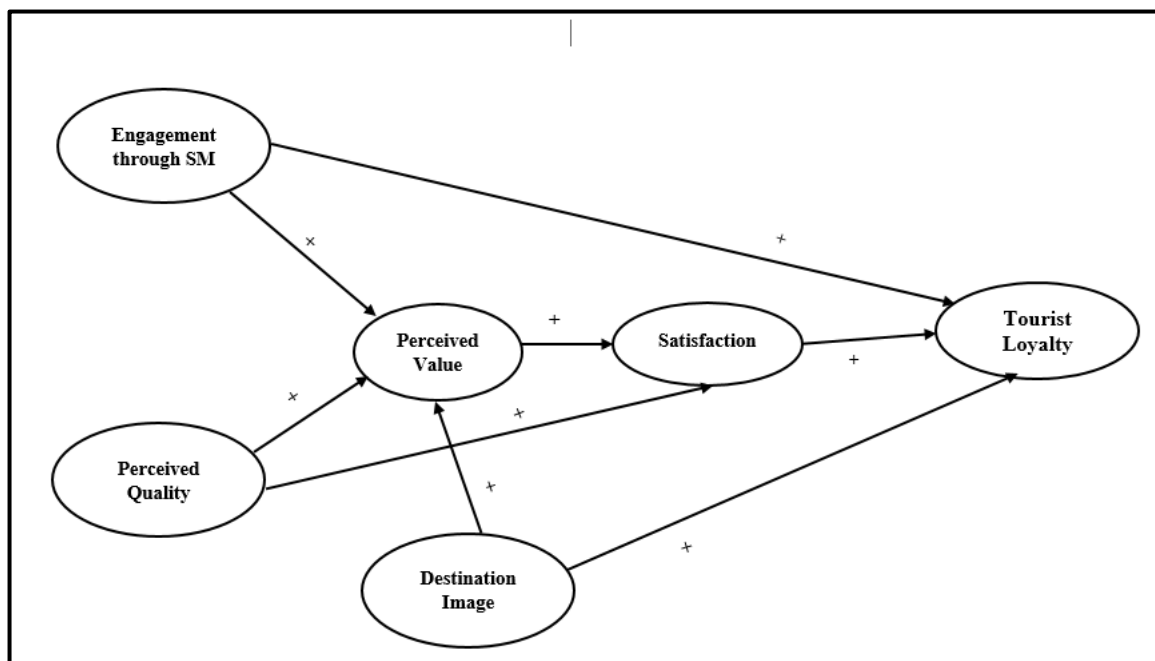 Engagement
through SM
+
+
Tourist
Loyalty
+
Perceived
Value
Satisfaction
+
+
+
Perceived
Quality
+
+
Destination
Image